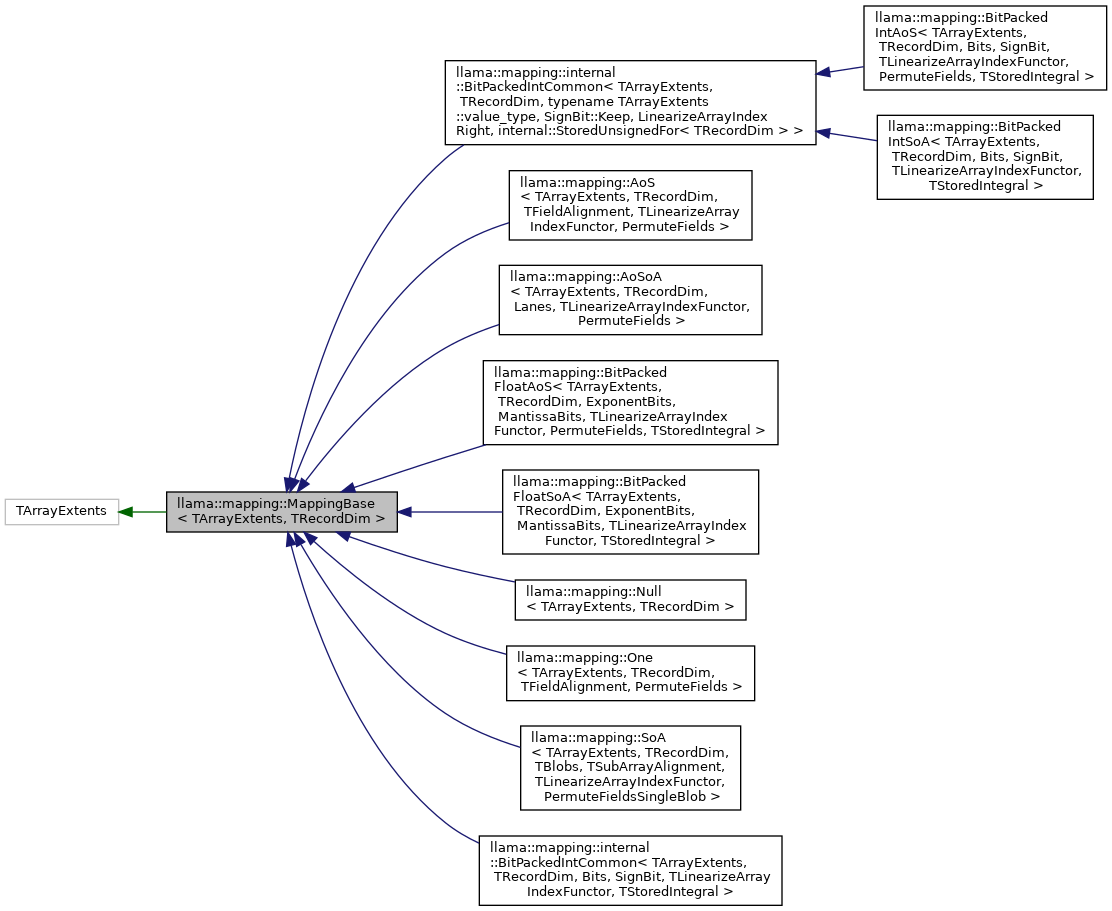 llama::mapping::BitPacked
IntAoS< TArrayExtents,
TRecordDim, Bits, SignBit,
TLinearizeArrayIndexFunctor,
PermuteFields, TStoredIntegral >
llama::mapping::internal
::BitPackedIntCommon< TArrayExtents,
TRecordDim, typename TArrayExtents
::value_type, SignBit::Keep, LinearizeArrayIndex
Right, internal::StoredUnsignedFor< TRecordDim > >
llama::mapping::BitPacked
IntSoA< TArrayExtents,
TRecordDim, Bits, SignBit,
TLinearizeArrayIndexFunctor,
TStoredIntegral >
llama::mapping::AoS
< TArrayExtents, TRecordDim,
TFieldAlignment, TLinearizeArray
IndexFunctor, PermuteFields >
llama::mapping::AoSoA
< TArrayExtents, TRecordDim,
Lanes, TLinearizeArrayIndexFunctor,
PermuteFields >
llama::mapping::BitPacked
FloatAoS< TArrayExtents,
TRecordDim, ExponentBits,
MantissaBits, TLinearizeArrayIndex
Functor, PermuteFields, TStoredIntegral >
TArrayExtents
llama::mapping::MappingBase
< TArrayExtents, TRecordDim >
llama::mapping::BitPacked
FloatSoA< TArrayExtents,
TRecordDim, ExponentBits,
MantissaBits, TLinearizeArrayIndex
Functor, TStoredIntegral >
llama::mapping::Null
< TArrayExtents, TRecordDim >
llama::mapping::One
< TArrayExtents, TRecordDim,
TFieldAlignment, PermuteFields >
llama::mapping::SoA
< TArrayExtents, TRecordDim,
TBlobs, TSubArrayAlignment,
TLinearizeArrayIndexFunctor,
PermuteFieldsSingleBlob >
llama::mapping::internal
::BitPackedIntCommon< TArrayExtents,
TRecordDim, Bits, SignBit, TLinearizeArray
IndexFunctor, TStoredIntegral >